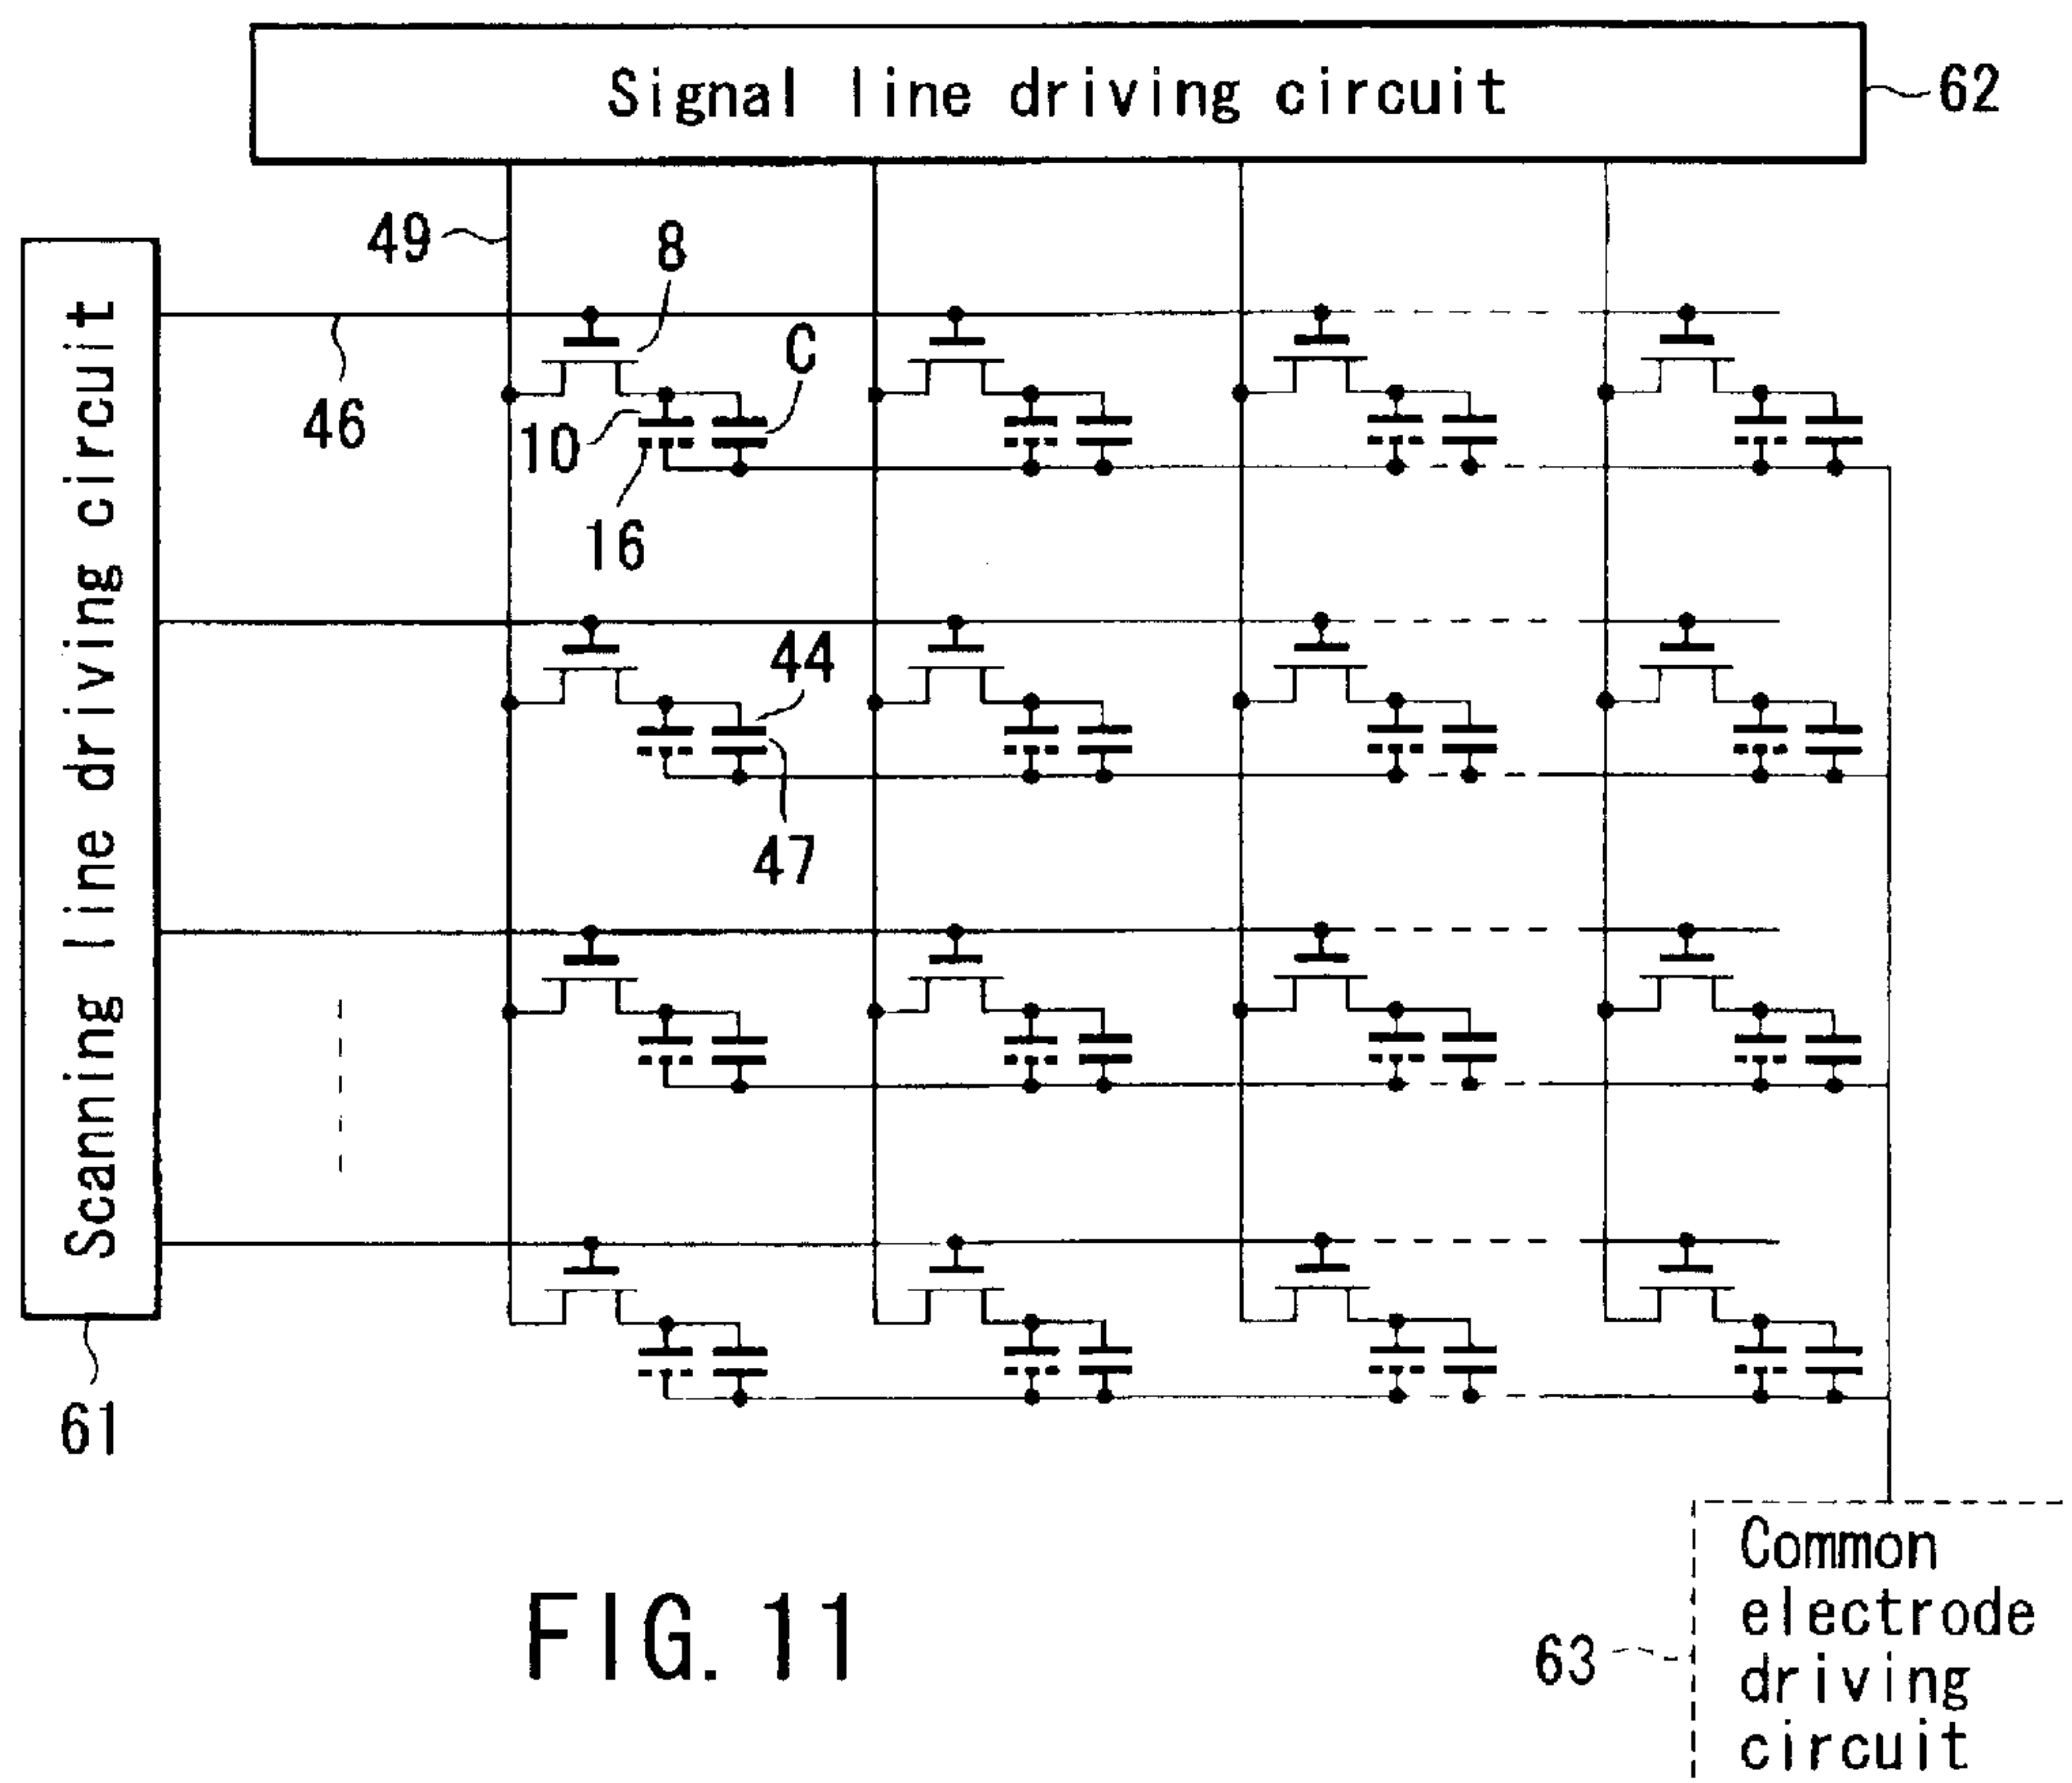 Signal line driving circuit
62
49
8
Scanning line driving circuit
C
46
10
16
44
47
61
FIG. 11
63
Common
electrode
driving
circuit